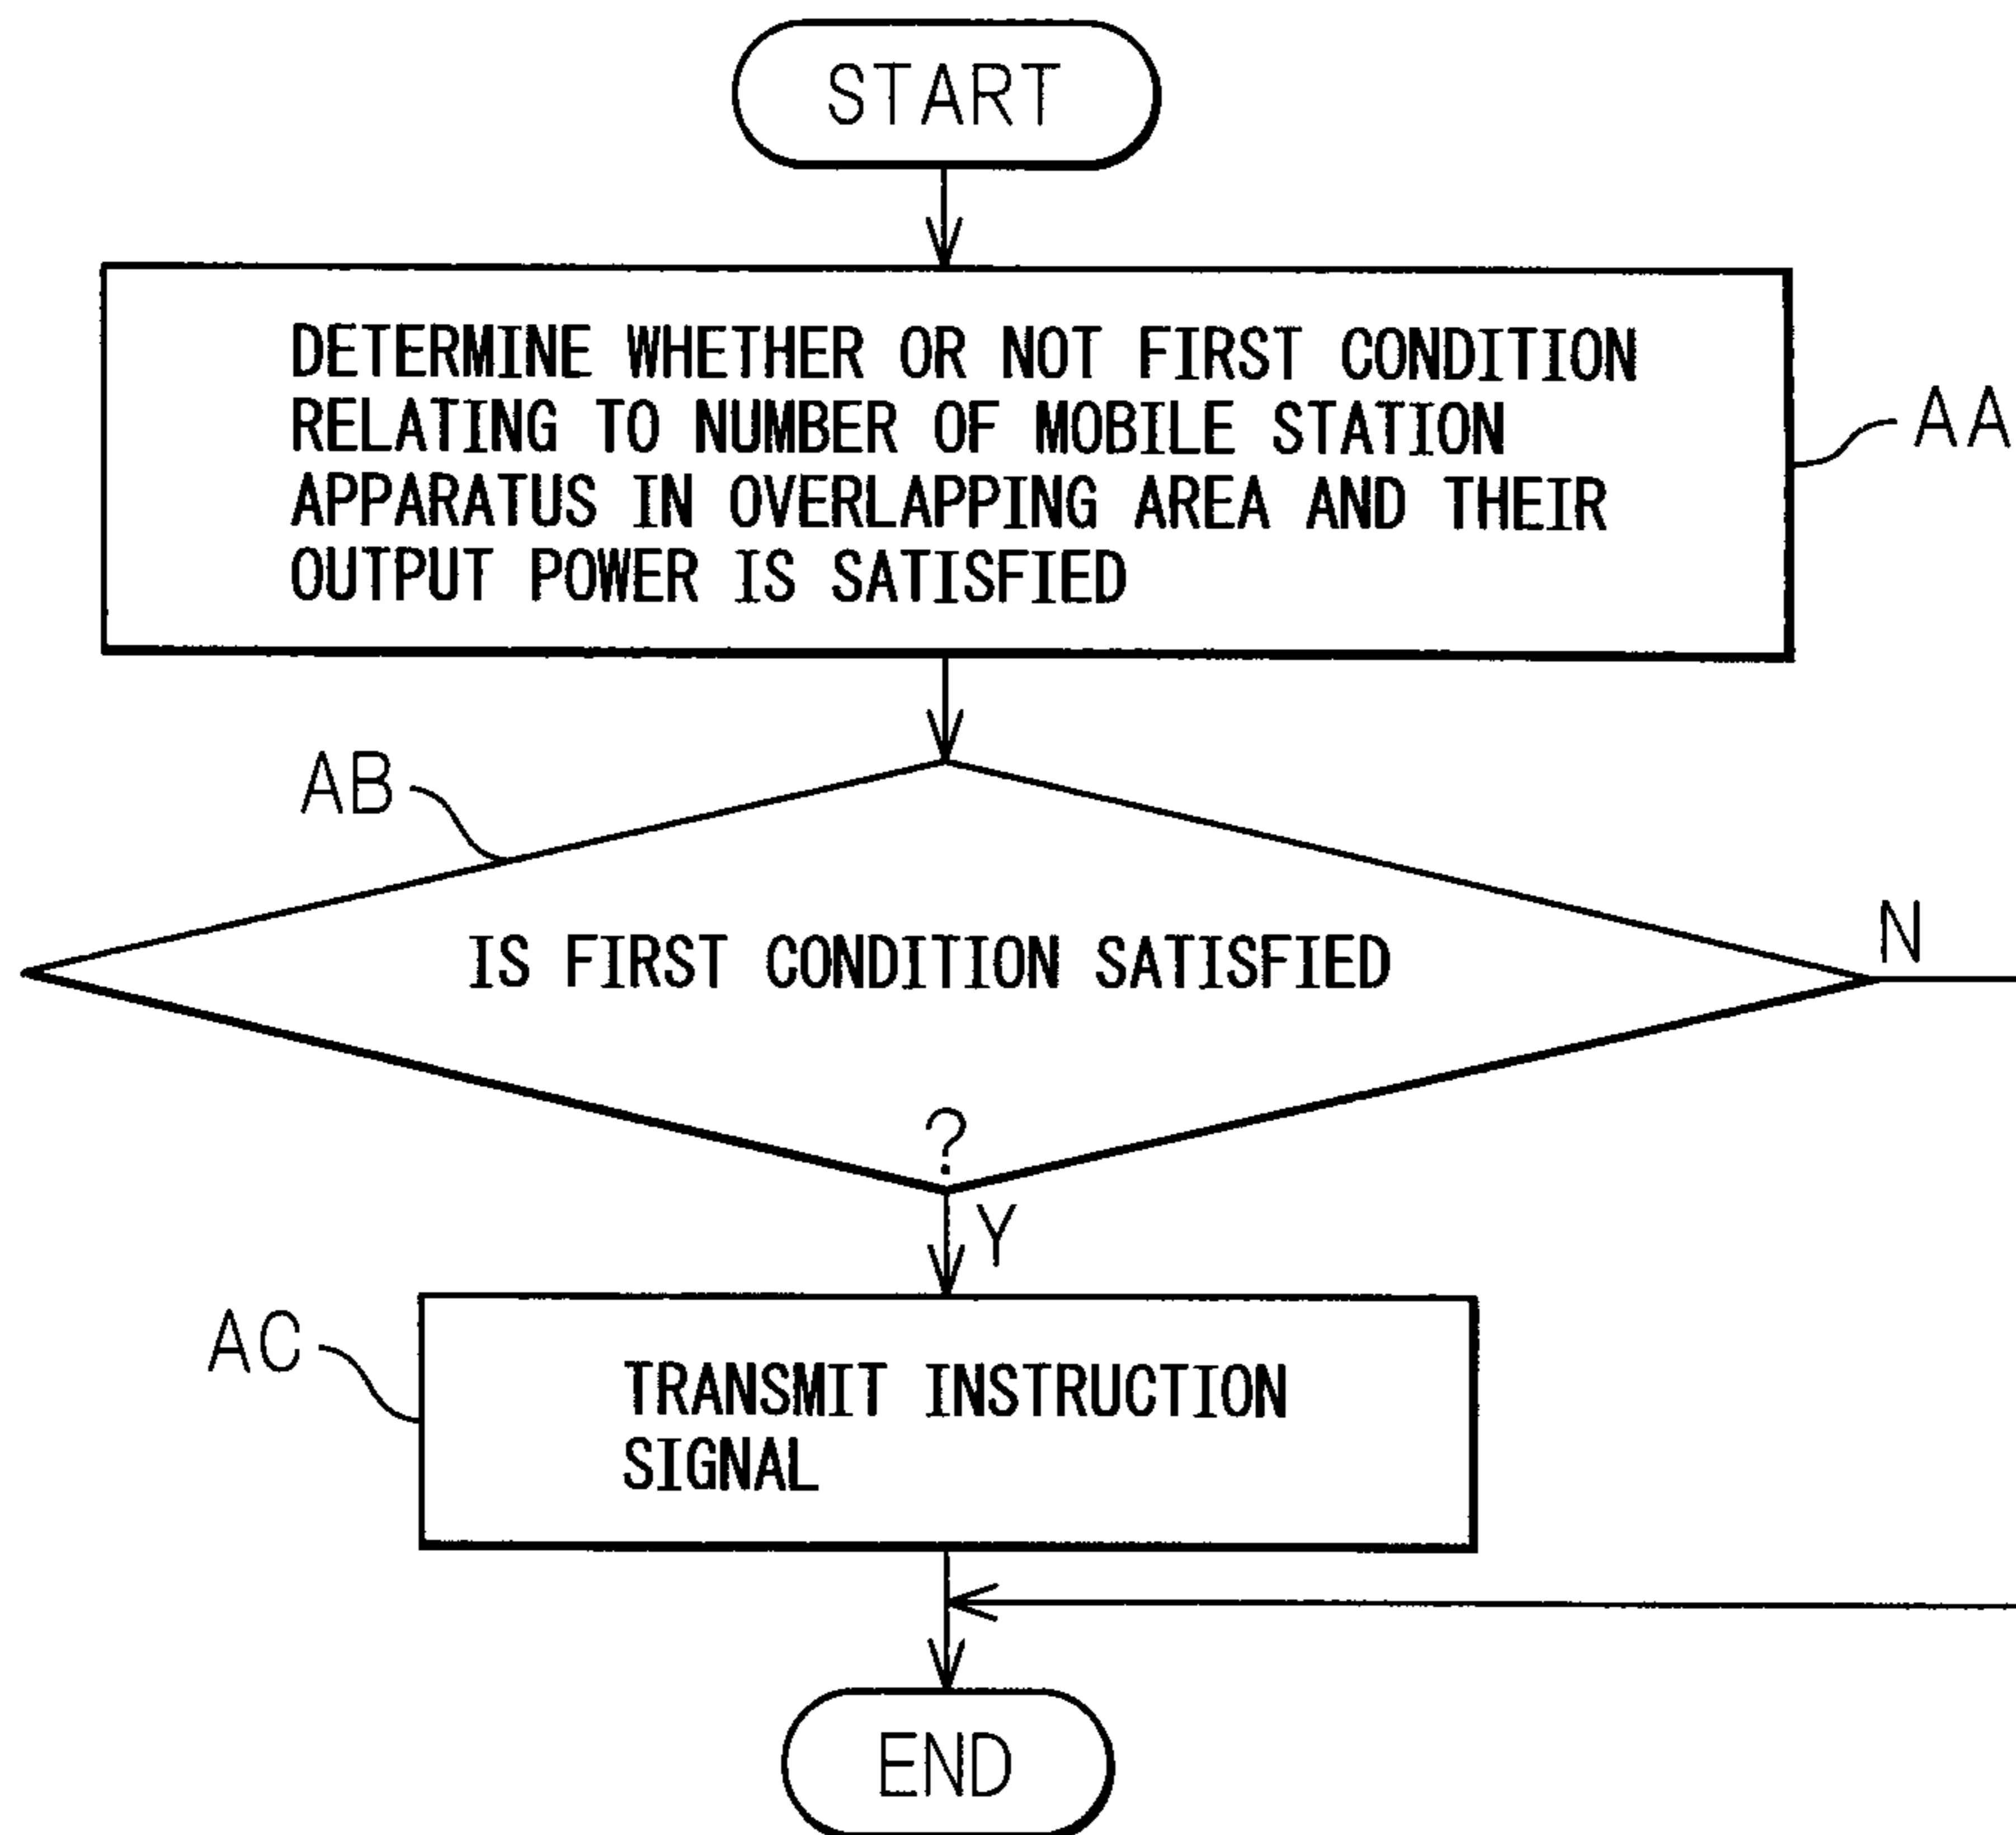 START
DETERMINE WHETHER OR NOT FIRST CONDITION
RELATING TO NUMBER OF MOBILE STATION
APPARATUS IN OVERLAPPING AREA AND THEIR
OUTPUT POWER IS SATISFIED
AA
AB
IS FIRST CONDITION SATISFIED
N
?
Y
AC
TRANSMIT INSTRUCTION
SIGNAL
END